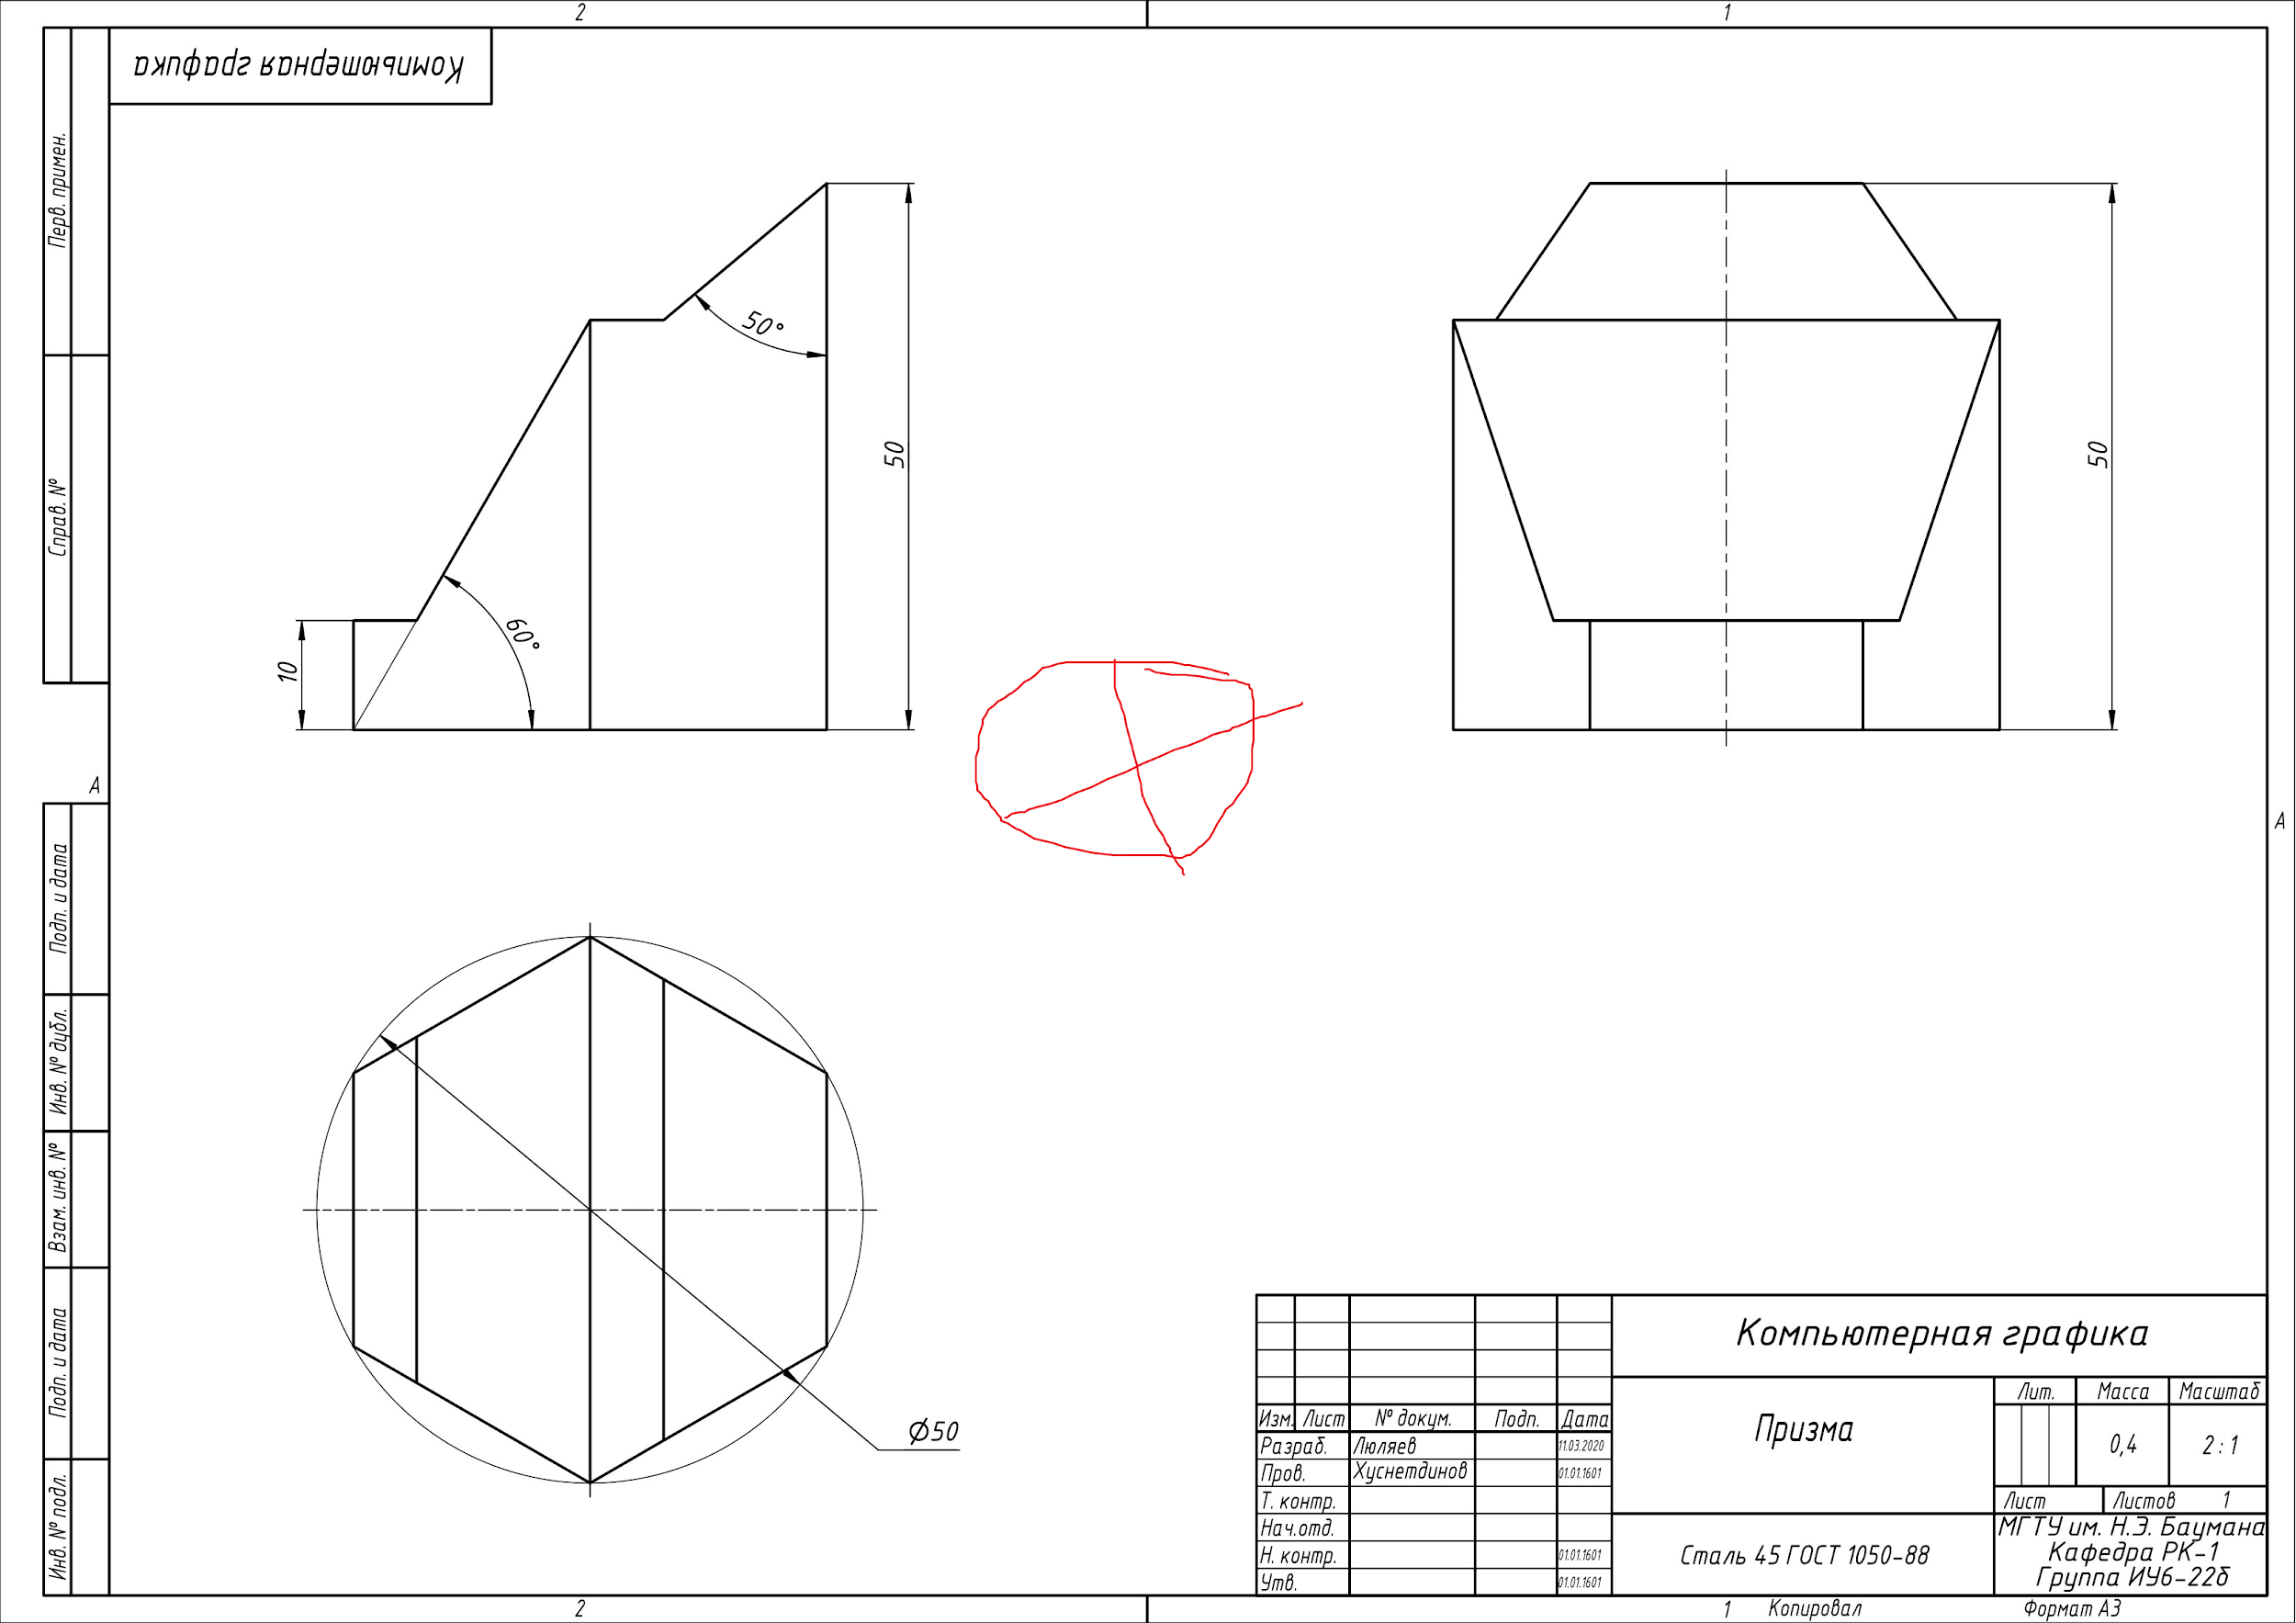 2
1
Компьютерная графика
Перв. примен.
Справ. №
50°
50
50
60°
10
А
А
Подп. и дата
Инв. № дубл.
Взам. инв. №
Подп. и дата
Инв. № подл.
⌀50
Компьютерная графика
Лит. Масса Масштаб
Призма
0,4 2:1
Изм. Лист № докум. Подп. Дата
Разраб. Люляев 11.03.2020
Пров. Хуснетдинов 01.01.1601
Т. контр.
Лист Листов 1
Нач.отд.
Н. контр. 01.01.1601
Утв. 01.01.1601
Сталь 45 ГОСТ 1050-88
МГТУ им. Н.Э. Баумана
Кафедра РК-1
Группа ИУ6-22б
2
1
Копировал
Формат А3